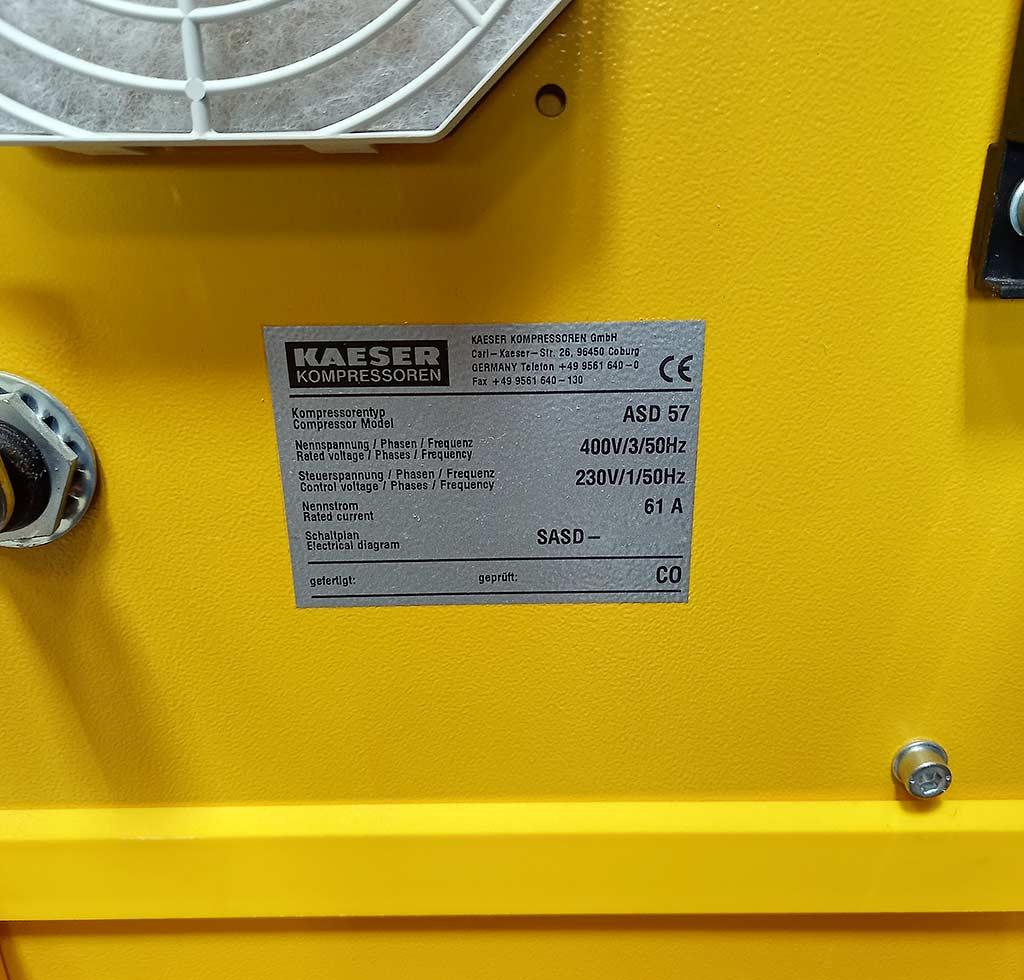 KAESER
KOMPRESSOREN
KAESER KOMPRESSOREN GmbH
Carl-Kaeser-Str. 26, 96450 Coburg
GERMANY Telefon +49 9561 640-0
Fax +49 9561 640-130
CE
Kompressorentyp
Compressor Model
ASD 57
Nennspannung / Phasen / Frequenz
Rated voltage / Phases / Frequency
400V/3/50Hz
Steuerspannung / Phasen / Frequenz
Control voltage / Phases / Frequency
230V/1/50Hz
Nennstrom
Rated current
61 A
Schaltplan
Electrical diagram
SASD-
gefertigt: geprüft: CO